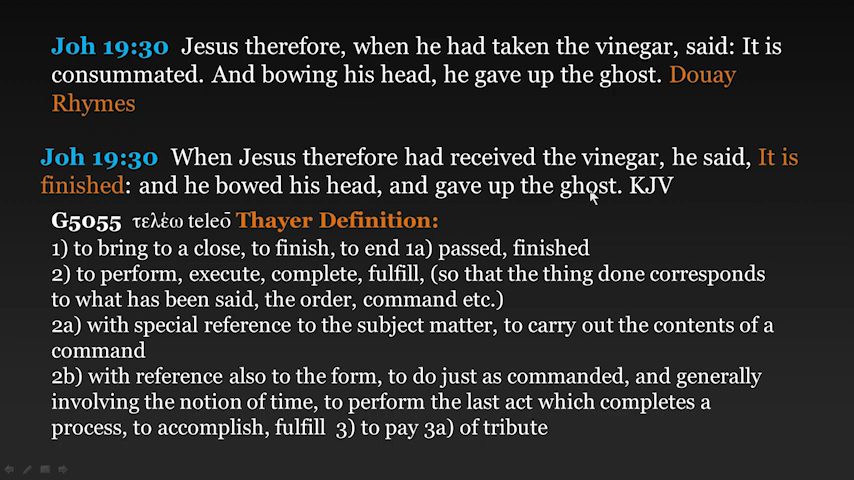 Joh 19:30 Jesus therefore, when he had taken the vinegar, said: It is
consummated. And bowing his head, he gave up the ghost. Douay
Rhymes
Joh 19:30 When Jesus therefore had received the vinegar, he said, It is
finished: and he bowed his head, and gave up the ghost. KJV
G5055 τελέω teleō Thayer Definition:
1) to bring to a close, to finish, to end 1a) passed, finished
2) to perform, execute, complete, fulfill, (so that the thing done corresponds
to what has been said, the order, command etc.)
2a) with special reference to the subject matter, to carry out the contents of a
command
2b) with reference also to the form, to do just as commanded, and generally
involving the notion of time, to perform the last act which completes a
process, to accomplish, fulfill 3) to pay 3a) of tribute